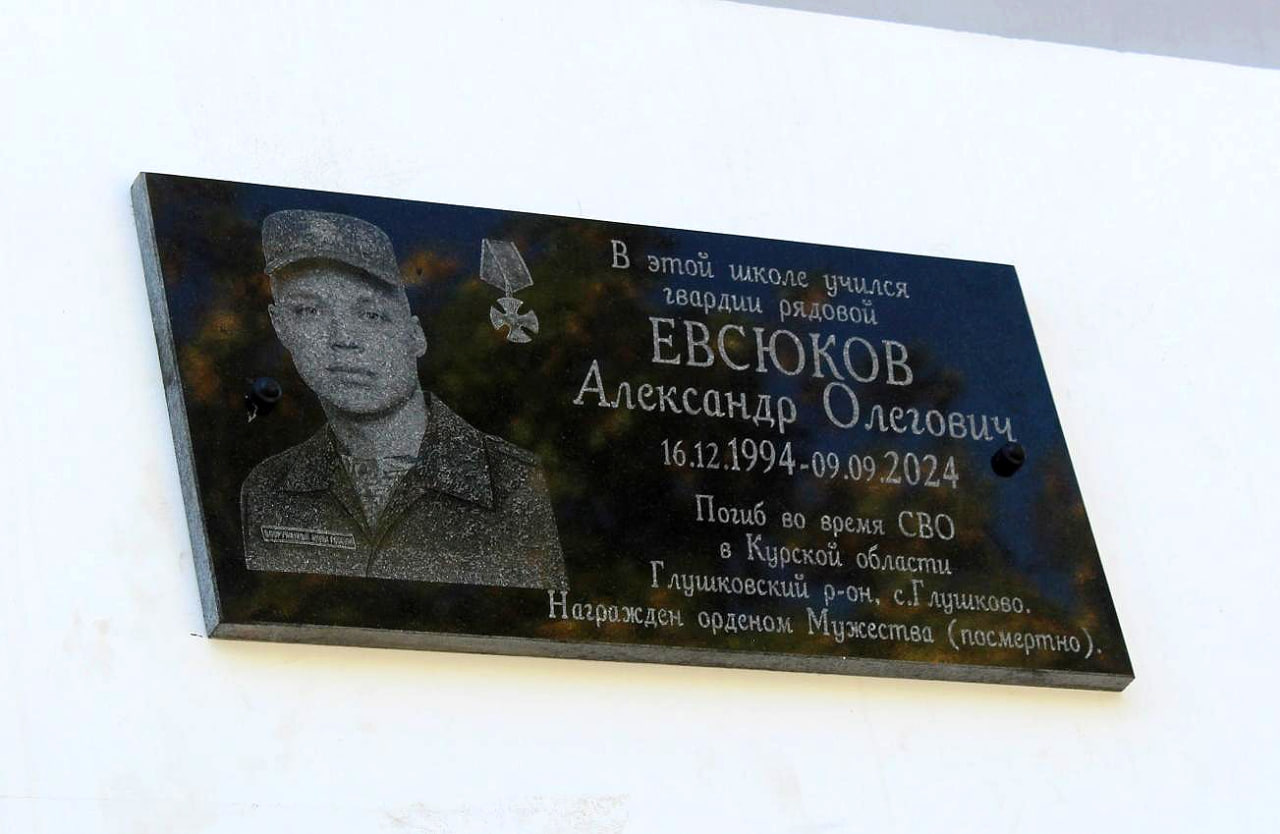 В этой школе учился
гвардии рядовой
ЕВСЮКОВ
Александр Олегович
16.12.1994-09.09.2024
Погиб во время СВО
в Курской области
Глушковский р-он, с.Глушково.
Награжден орденом Мужества (посмертно).